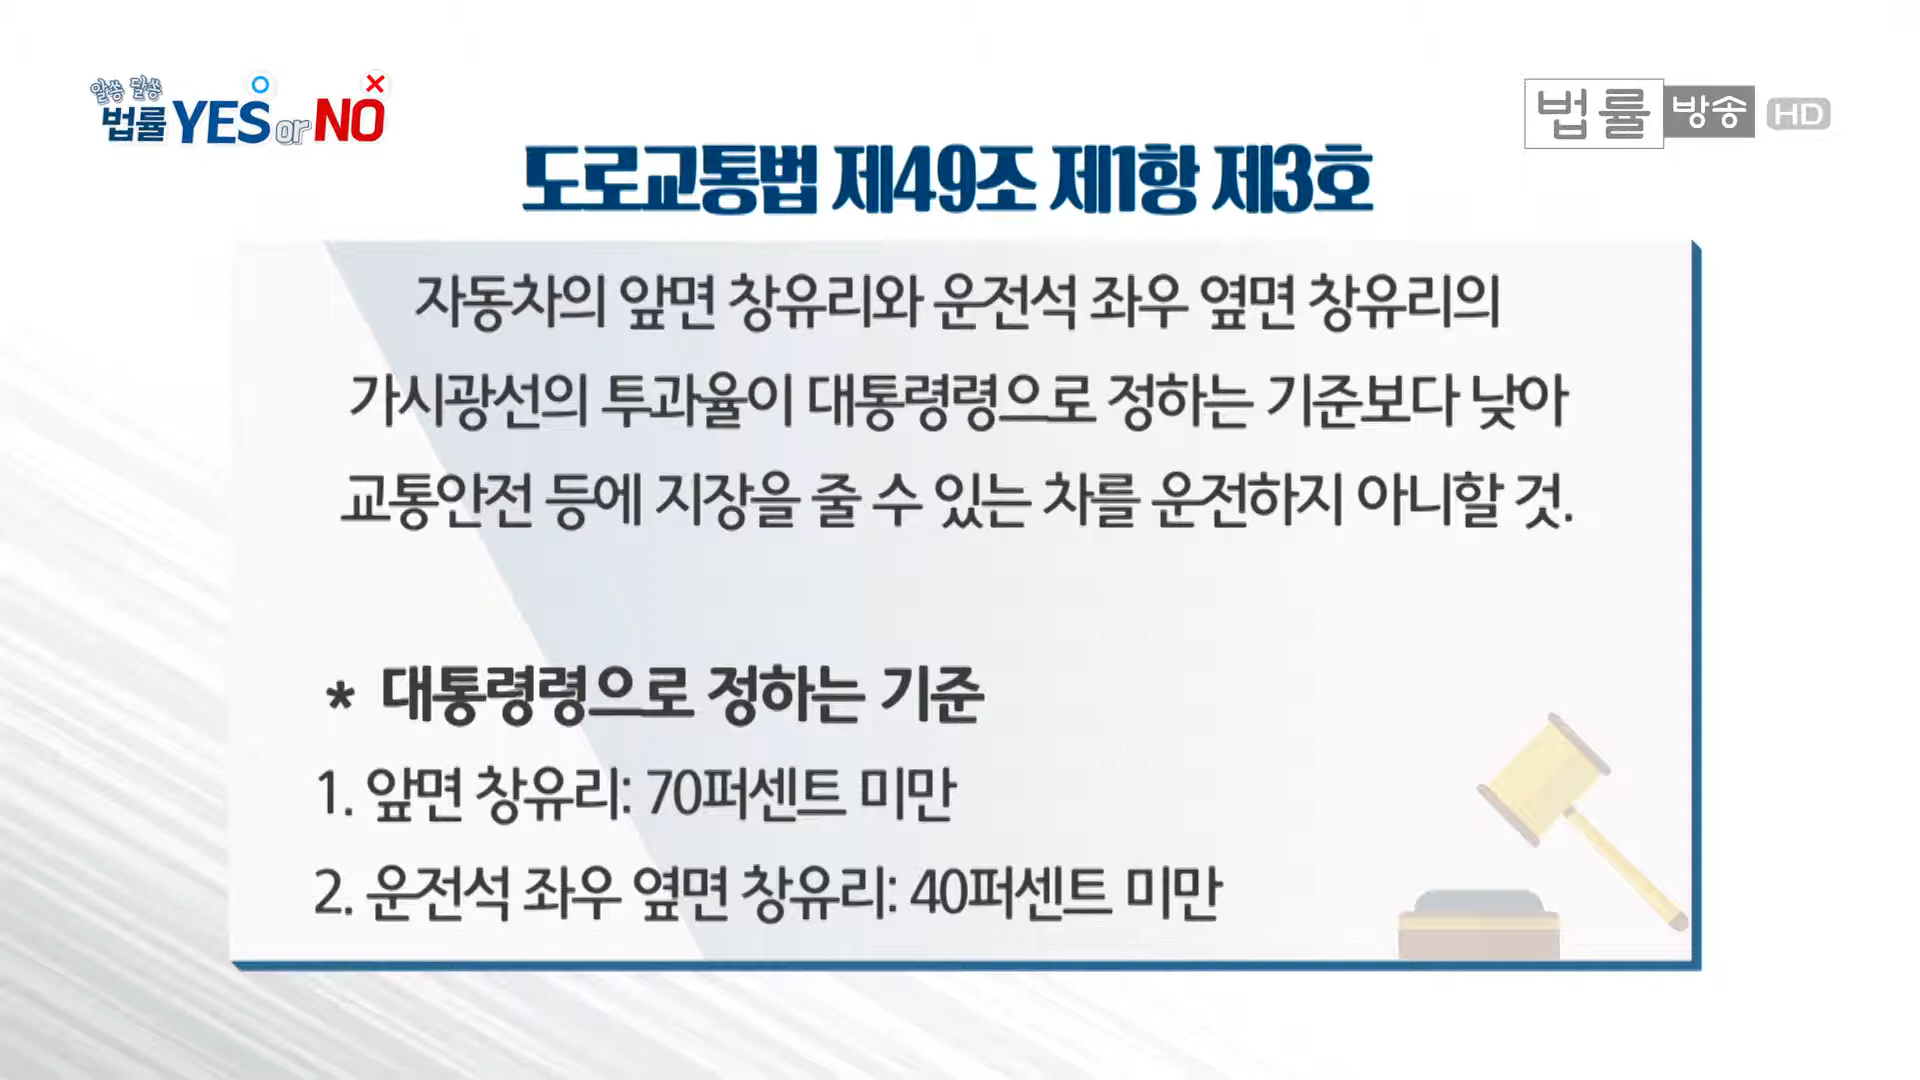 알쏭 달쏭
법률 YES or NO
법률방송 HD
도로교통법 제49조 제1항 제3호
자동차의 앞면 창유리와 운전석 좌우 옆면 창유리의
가시광선의 투과율이 대통령령으로 정하는 기준보다 낮아
교통안전 등에 지장을 줄 수 있는 차를 운전하지 아니할 것.
* 대통령령으로 정하는 기준
1. 앞면 창유리: 70퍼센트 미만
2. 운전석 좌우 옆면 창유리: 40퍼센트 미만